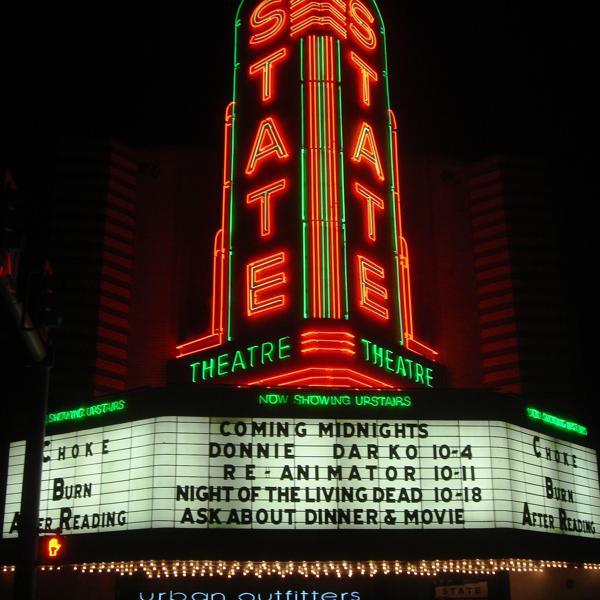 STATE
STATE
THEATRE
THEATRE
NOW SHOWING UPSTAIRS
SHOWING UPSTAIRS
NOW SHOWING UPSTAIRS
CHOKE
BURN
AFTER READING
COMING MIDNIGHTS
DONNIE DARKO 10-4
RE-ANIMATOR 10-11
NIGHT OF THE LIVING DEAD 10-18
ASK ABOUT DINNER & MOVIE
CHOKE
BURN
AFTER READING
urban outfitters
STATE